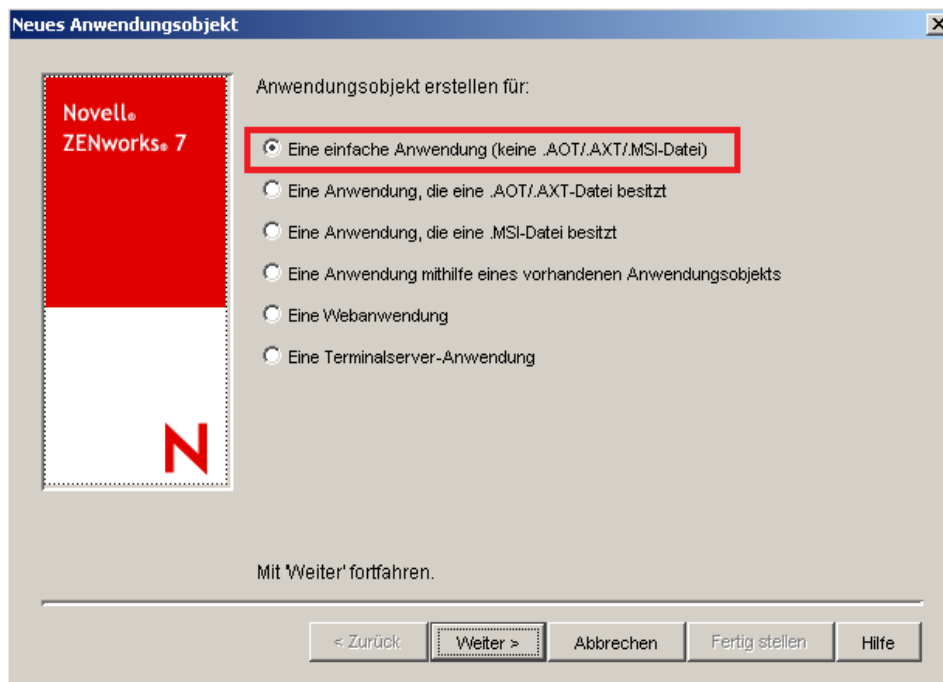 Neues Anwendungsobjekt
Novell®
ZENworks® 7
Anwendungsobjekt erstellen für:
Eine einfache Anwendung (keine .AOT/.AXT/.MSI-Datei)
Eine Anwendung, die eine .AOT/.AXT-Datei besitzt
Eine Anwendung, die eine .MSI-Datei besitzt
Eine Anwendung mithilfe eines vorhandenen Anwendungsobjekts
Eine Webanwendung
Eine Terminalserver-Anwendung
N
Mit 'Weiter' fortfahren.
< Zurück Weiter > Abbrechen Fertig stellen Hilfe